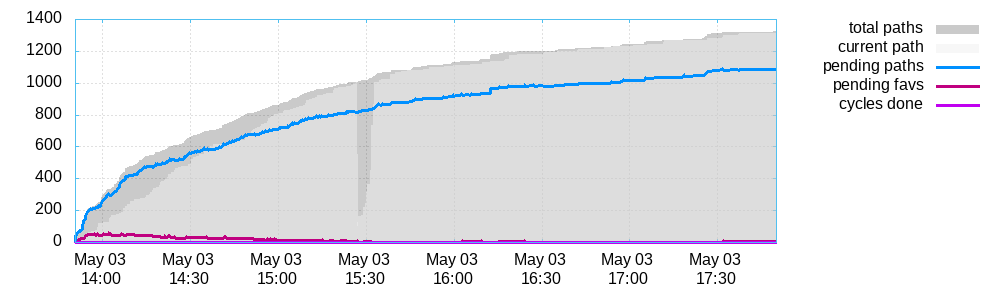 1400
1200
1000
800
600
400
200
0
May 03 May 03 May 03 May 03 May 03 May 03 May 03 May 03
14:00 14:30 15:00 15:30 16:00 16:30 17:00 17:30
total paths
current path
pending paths
pending favs
cycles done